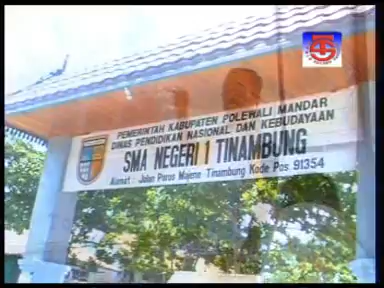 PEMERINTAH KABUPATEN POLEWALI MANDAR
DINAS PENDIDIKAN NASIONAL DAN KEBUDAYAAN
SMA NEGERI 1 TINAMBUNG
Alamat : Jalan Poros Majene Tinambung Kode Pos 91354